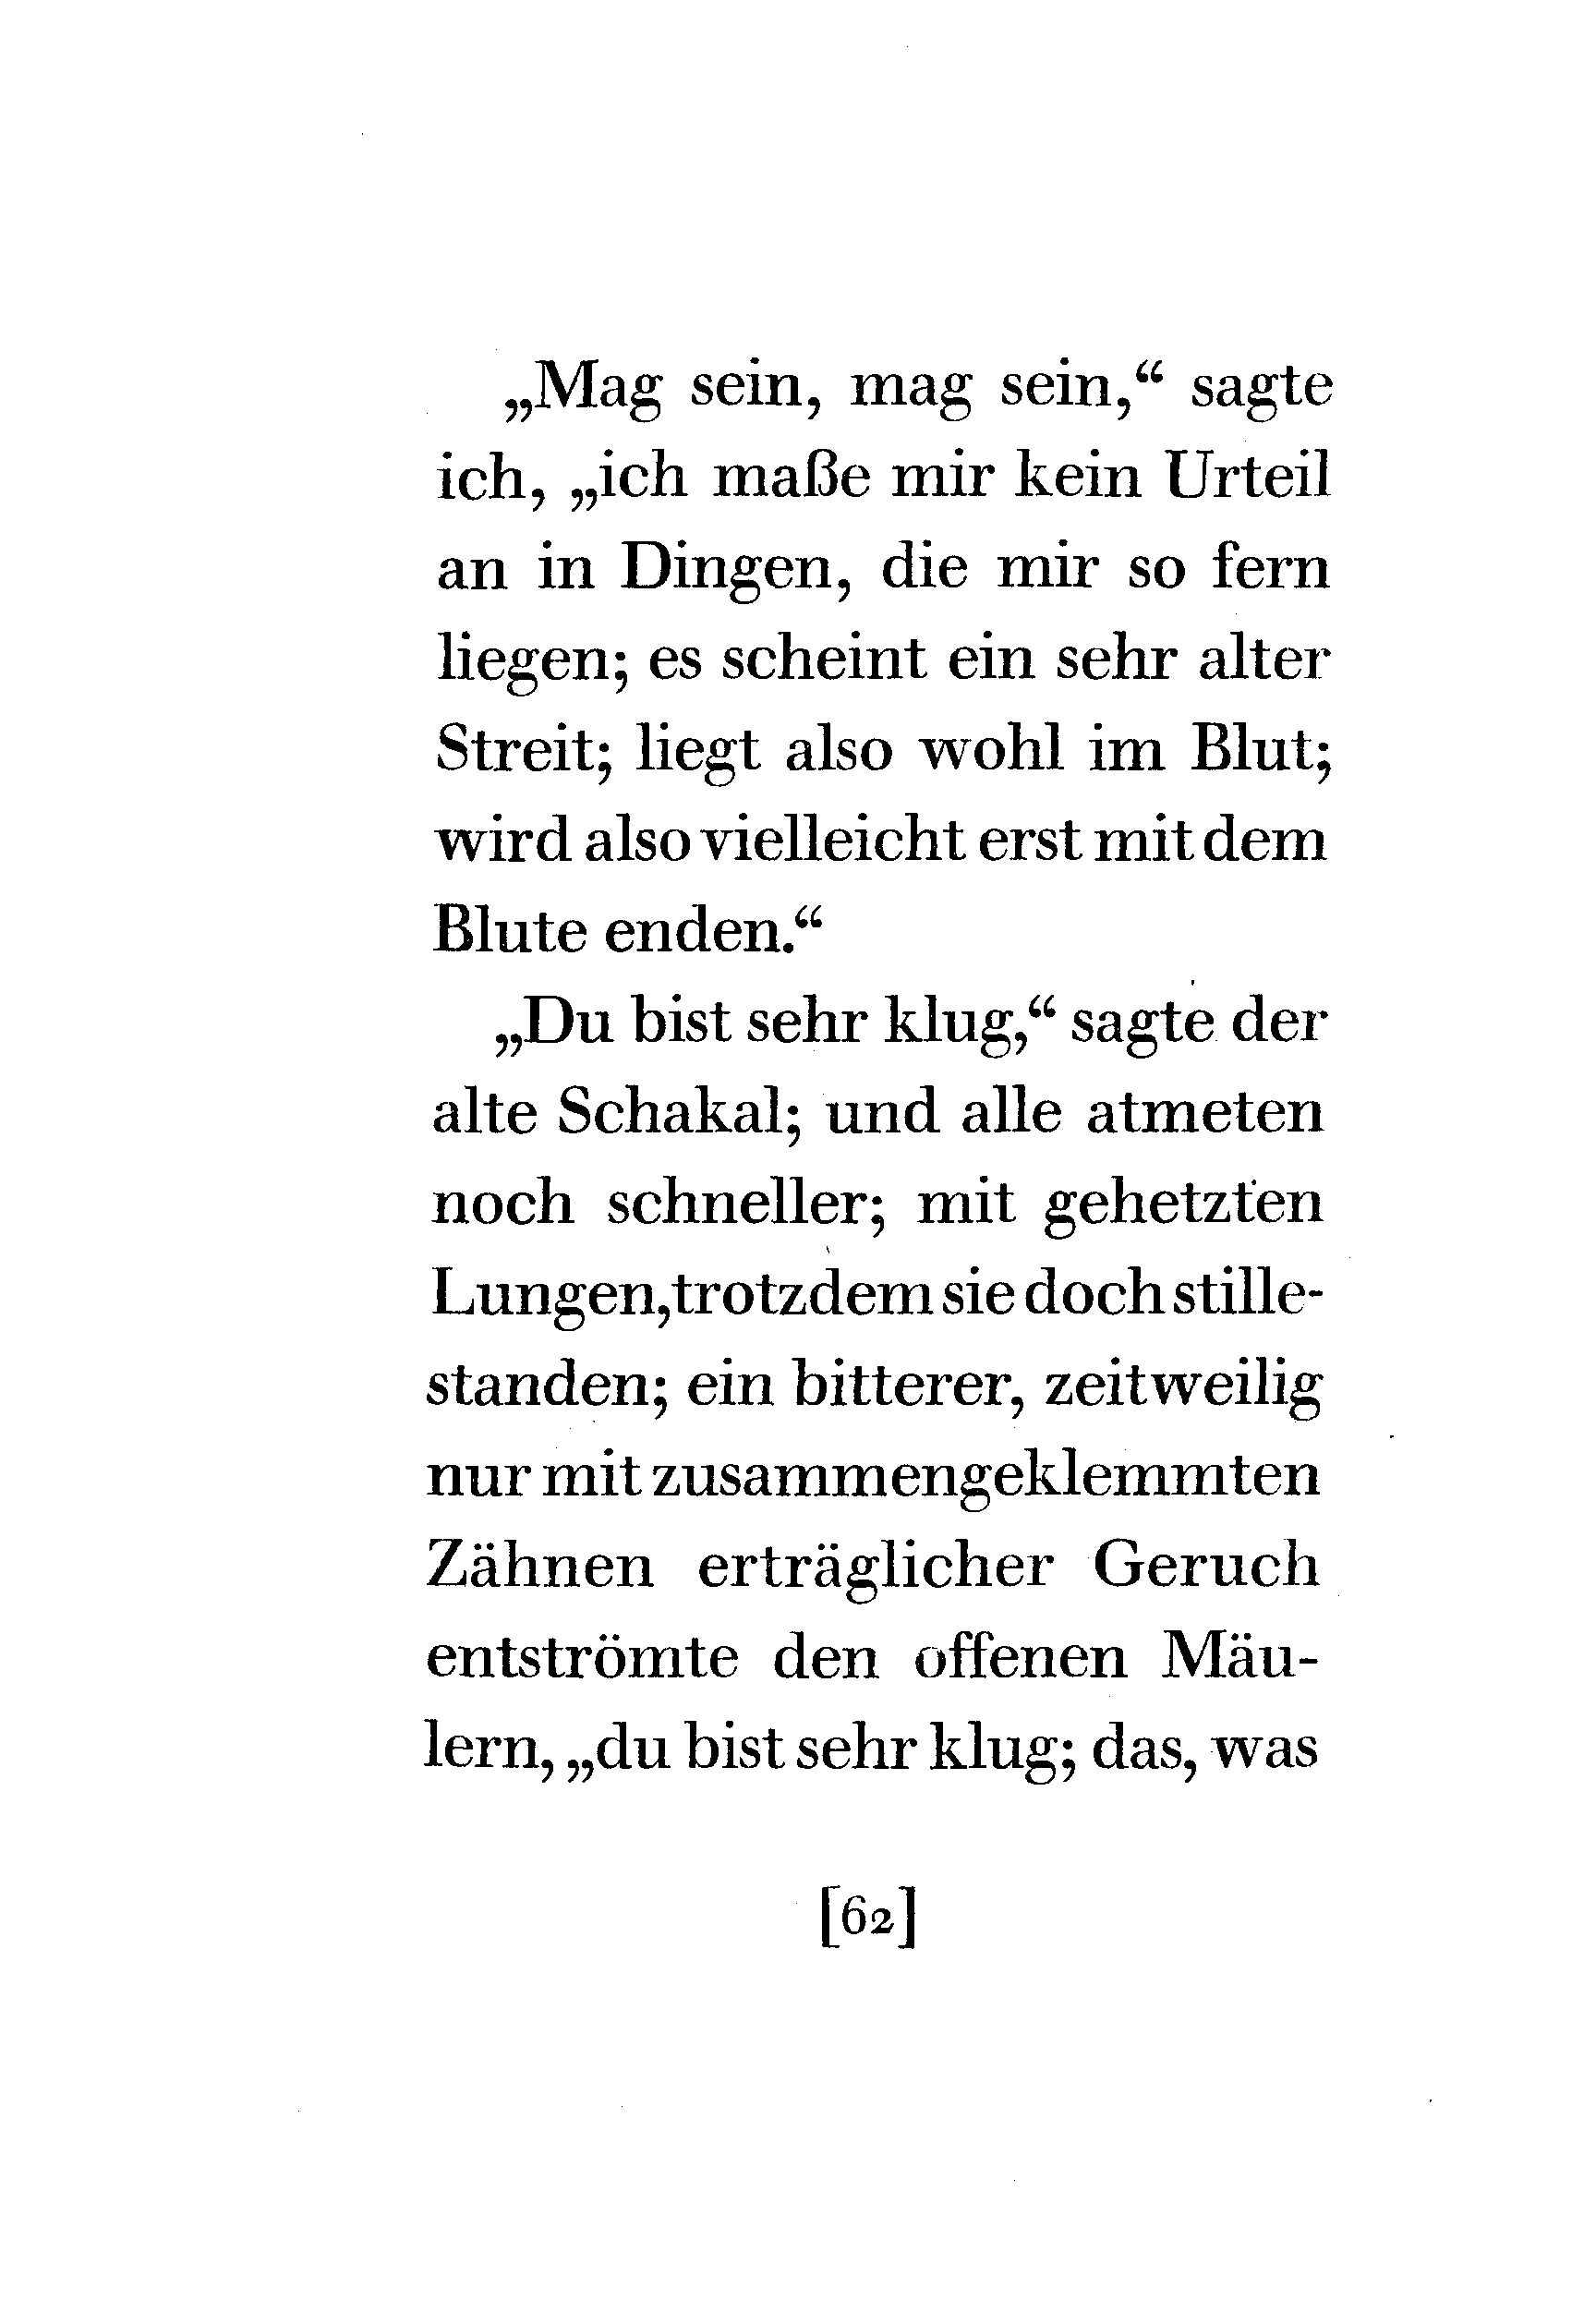 „Mag sein, mag sein,“ sagte
ich, „ich maße mir kein Urteil
an in Dingen, die mir so fern
liegen; es scheint ein sehr alter
Streit; liegt also wohl im Blut;
wird also vielleicht erst mit dem
Blute enden.“
„Du bist sehr klug,“ sagte der
alte Schakal; und alle atmeten
noch schneller; mit gehetzten
Lungen, trotzdem sie doch stille-
standen; ein bitterer, zeitweilig
nur mit zusammengeklemmten
Zähnen erträglicher Geruch
entströmte den offenen Mäu-
lern, „du bist sehr klug; das, was
[62]